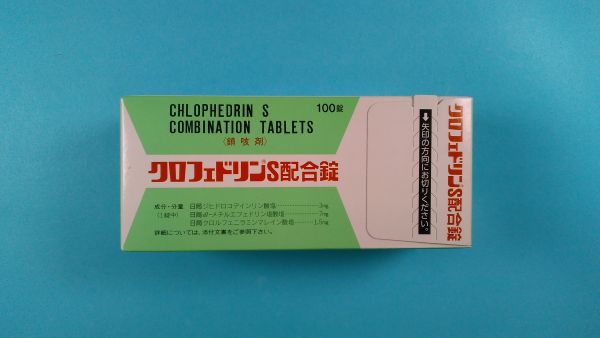 CHLOPHEDRIN S
COMBINATION TABLETS
100錠
〈鎮咳剤〉
クロフェドリン®S配合錠
成分・分量 日局ジヒドロコデインリン酸塩 3mg
(1錠中) 日局dl-メチルエフェドリン塩酸塩 7mg
日局クロルフェニラミンマレイン酸塩 1.5mg
詳細については、添付文書をご参照下さい。
➡矢印の方向にお切りください。
クロフェドリン®S配合錠